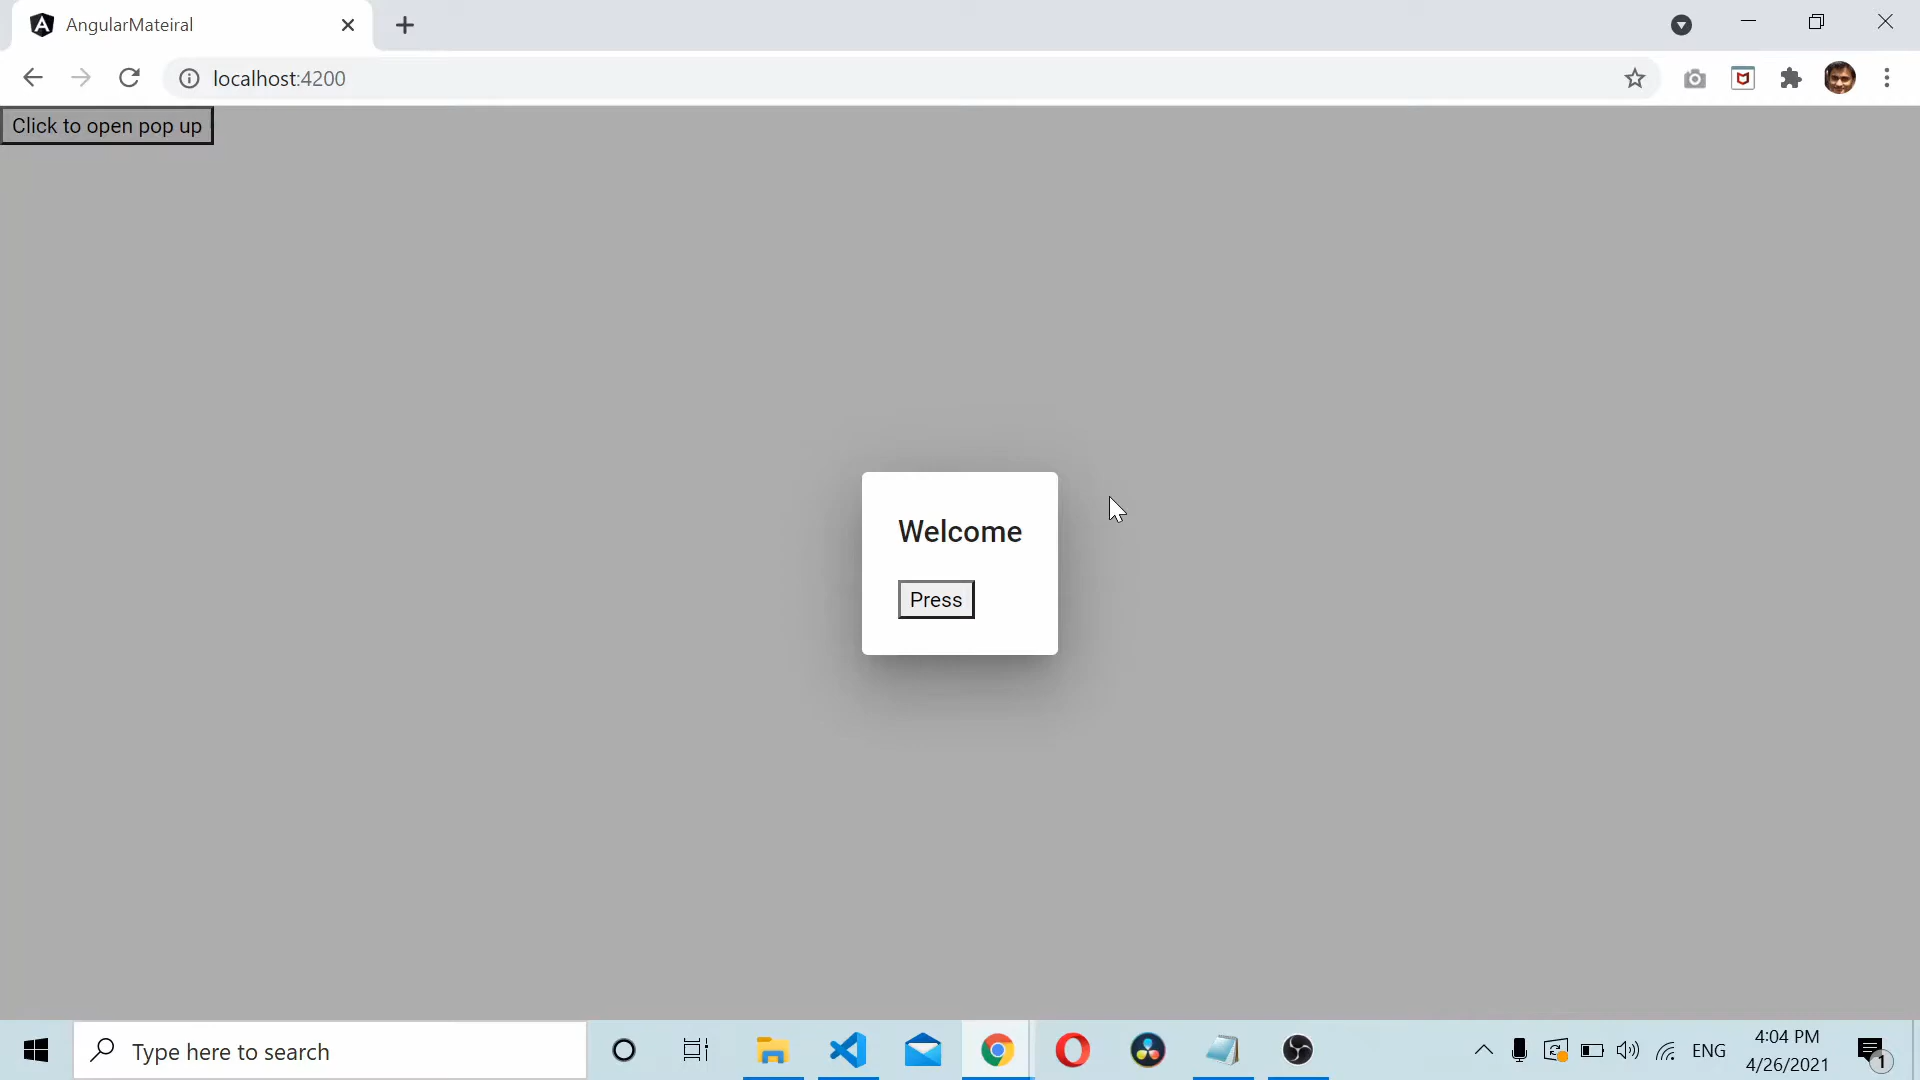 AngularMateiral
localhost:4200
Click to open pop up
Welcome
Press
Type here to search
ENG
4:04 PM
4/26/2021
1